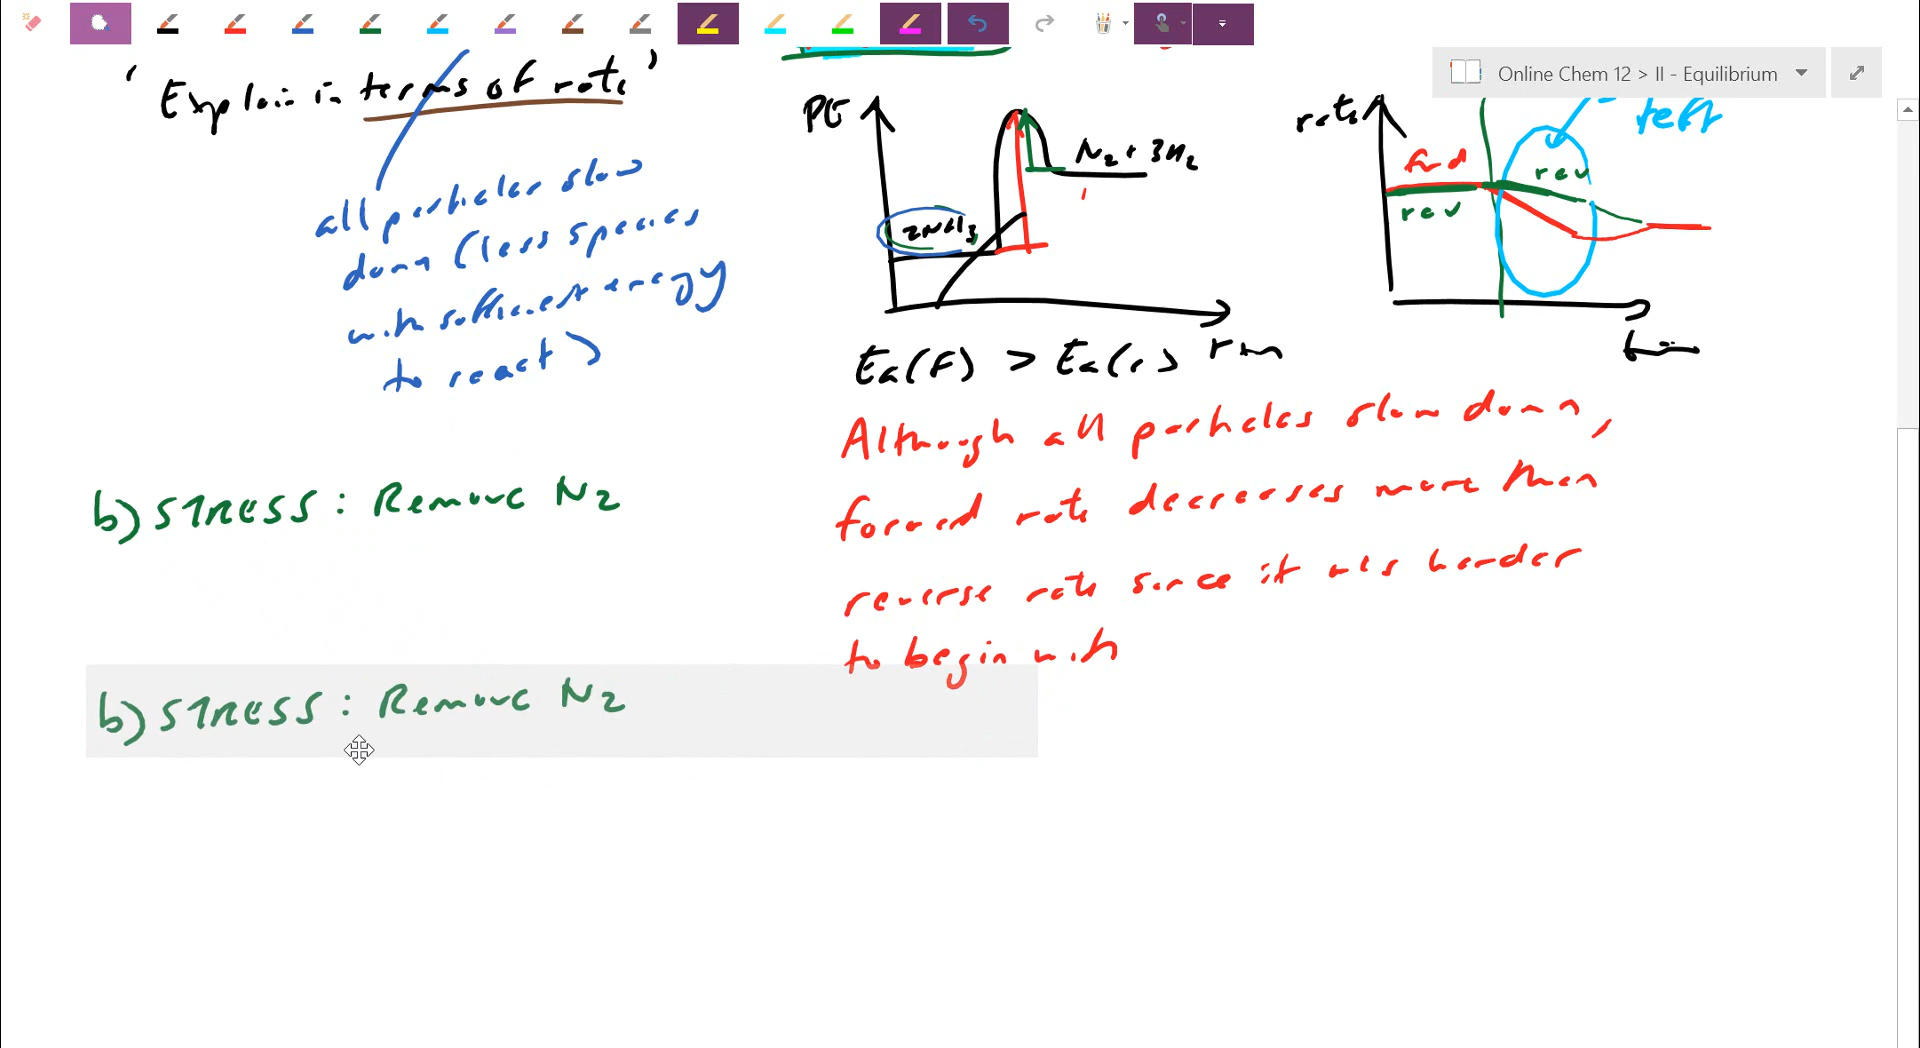 Online Chem 12 > II - Equilibrium
'Explain in terms of rate'
all particles slow
down (less species
with sufficient energy
to react)
PE
N2 + 3H2
rxn
Ea(F) > Ea(r)
rate
left
fwd
rev
rev
time
Although all particles slow down,
forward rate decreases more than
reverse rate since it was harder
to begin with
b) STRESS: Remove N2
b) STRESS: Remove N2